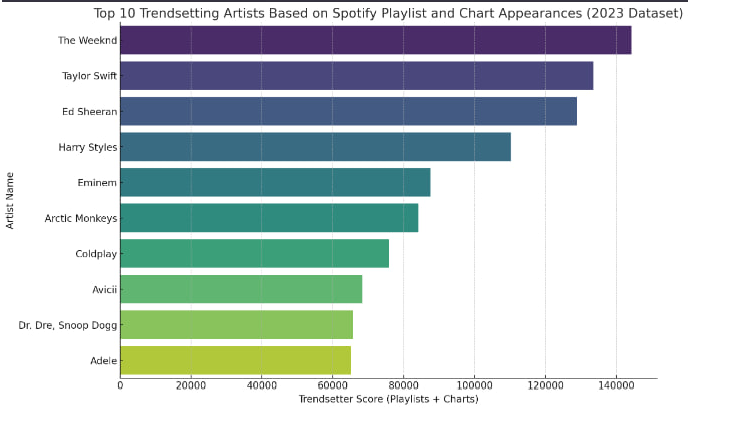 Top 10 Trendsetting Artists Based on Spotify Playlist and Chart Appearances (2023 Dataset)
The Weeknd
Taylor Swift
Ed Sheeran
Harry Styles
Eminem
Arctic Monkeys
Coldplay
Avicii
Dr. Dre, Snoop Dogg
Adele
Artist Name
0 20000 40000 60000 80000 100000 120000 140000
Trendsetter Score (Playlists + Charts)